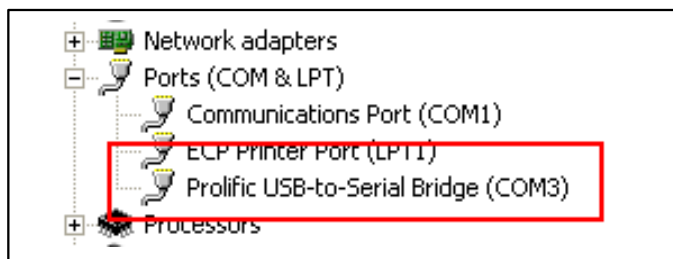 Network adapters
Ports (COM & LPT)
Communications Port (COM1)
ECP Printer Port (LPT1)
Prolific USB-to-Serial Bridge (COM3)
Processors